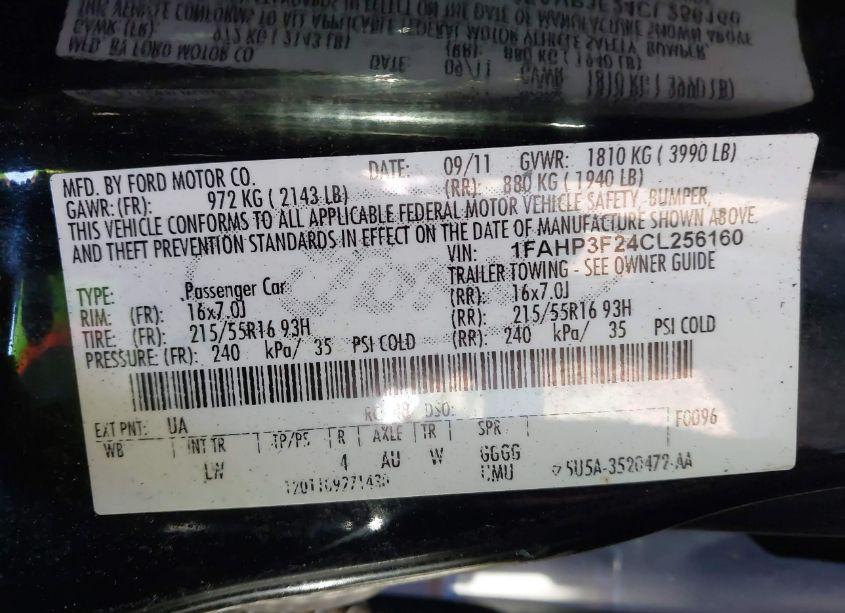 MFD. BY FORD MOTOR CO. DATE: 09/11 GVWR: 1810 KG ( 3990 LB)
GAWR: (FR): 972 KG ( 2143 LB) (RR): 880 KG ( 1940 LB)
THIS VEHICLE CONFORMS TO ALL APPLICABLE FEDERAL MOTOR VEHICLE SAFETY, BUMPER,
AND THEFT PREVENTION STANDARDS IN EFFECT ON THE DATE OF MANUFACTURE SHOWN ABOVE.
VIN: 1FAHP3F24CL256160
TYPE: Passenger Car TRAILER TOWING - SEE OWNER GUIDE
RIM: (FR): 16x7.0J (RR): 16x7.0J
TIRE: (FR): 215/55R16 93H (RR): 215/55R16 93H
PRESSURE: (FR): 240 kPa/ 35 PSI COLD (RR): 240 kPa/ 35 PSI COLD
EXT PNT: UA DSO: F0096
WB INT TR TP/PS R AXLE TR SPR
LW 4 AU W GGGG
UMU 5U5A-3520472-AA